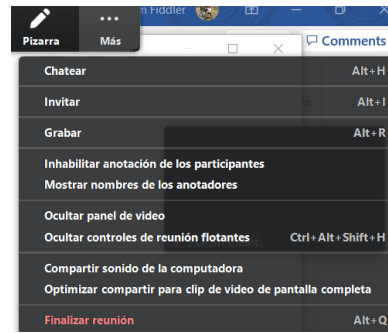 m Fiddler
Pizarra
Más
Comments
Chatear Alt+H
Invitar Alt+I
Grabar Alt+R
Inhabilitar anotación de los participantes
Mostrar nombres de los anotadores
Ocultar panel de video
Ocultar controles de reunión flotantes Ctrl+Alt+Shift+H
Compartir sonido de la computadora
Optimizar compartir para clip de video de pantalla completa
Finalizar reunión Alt+Q